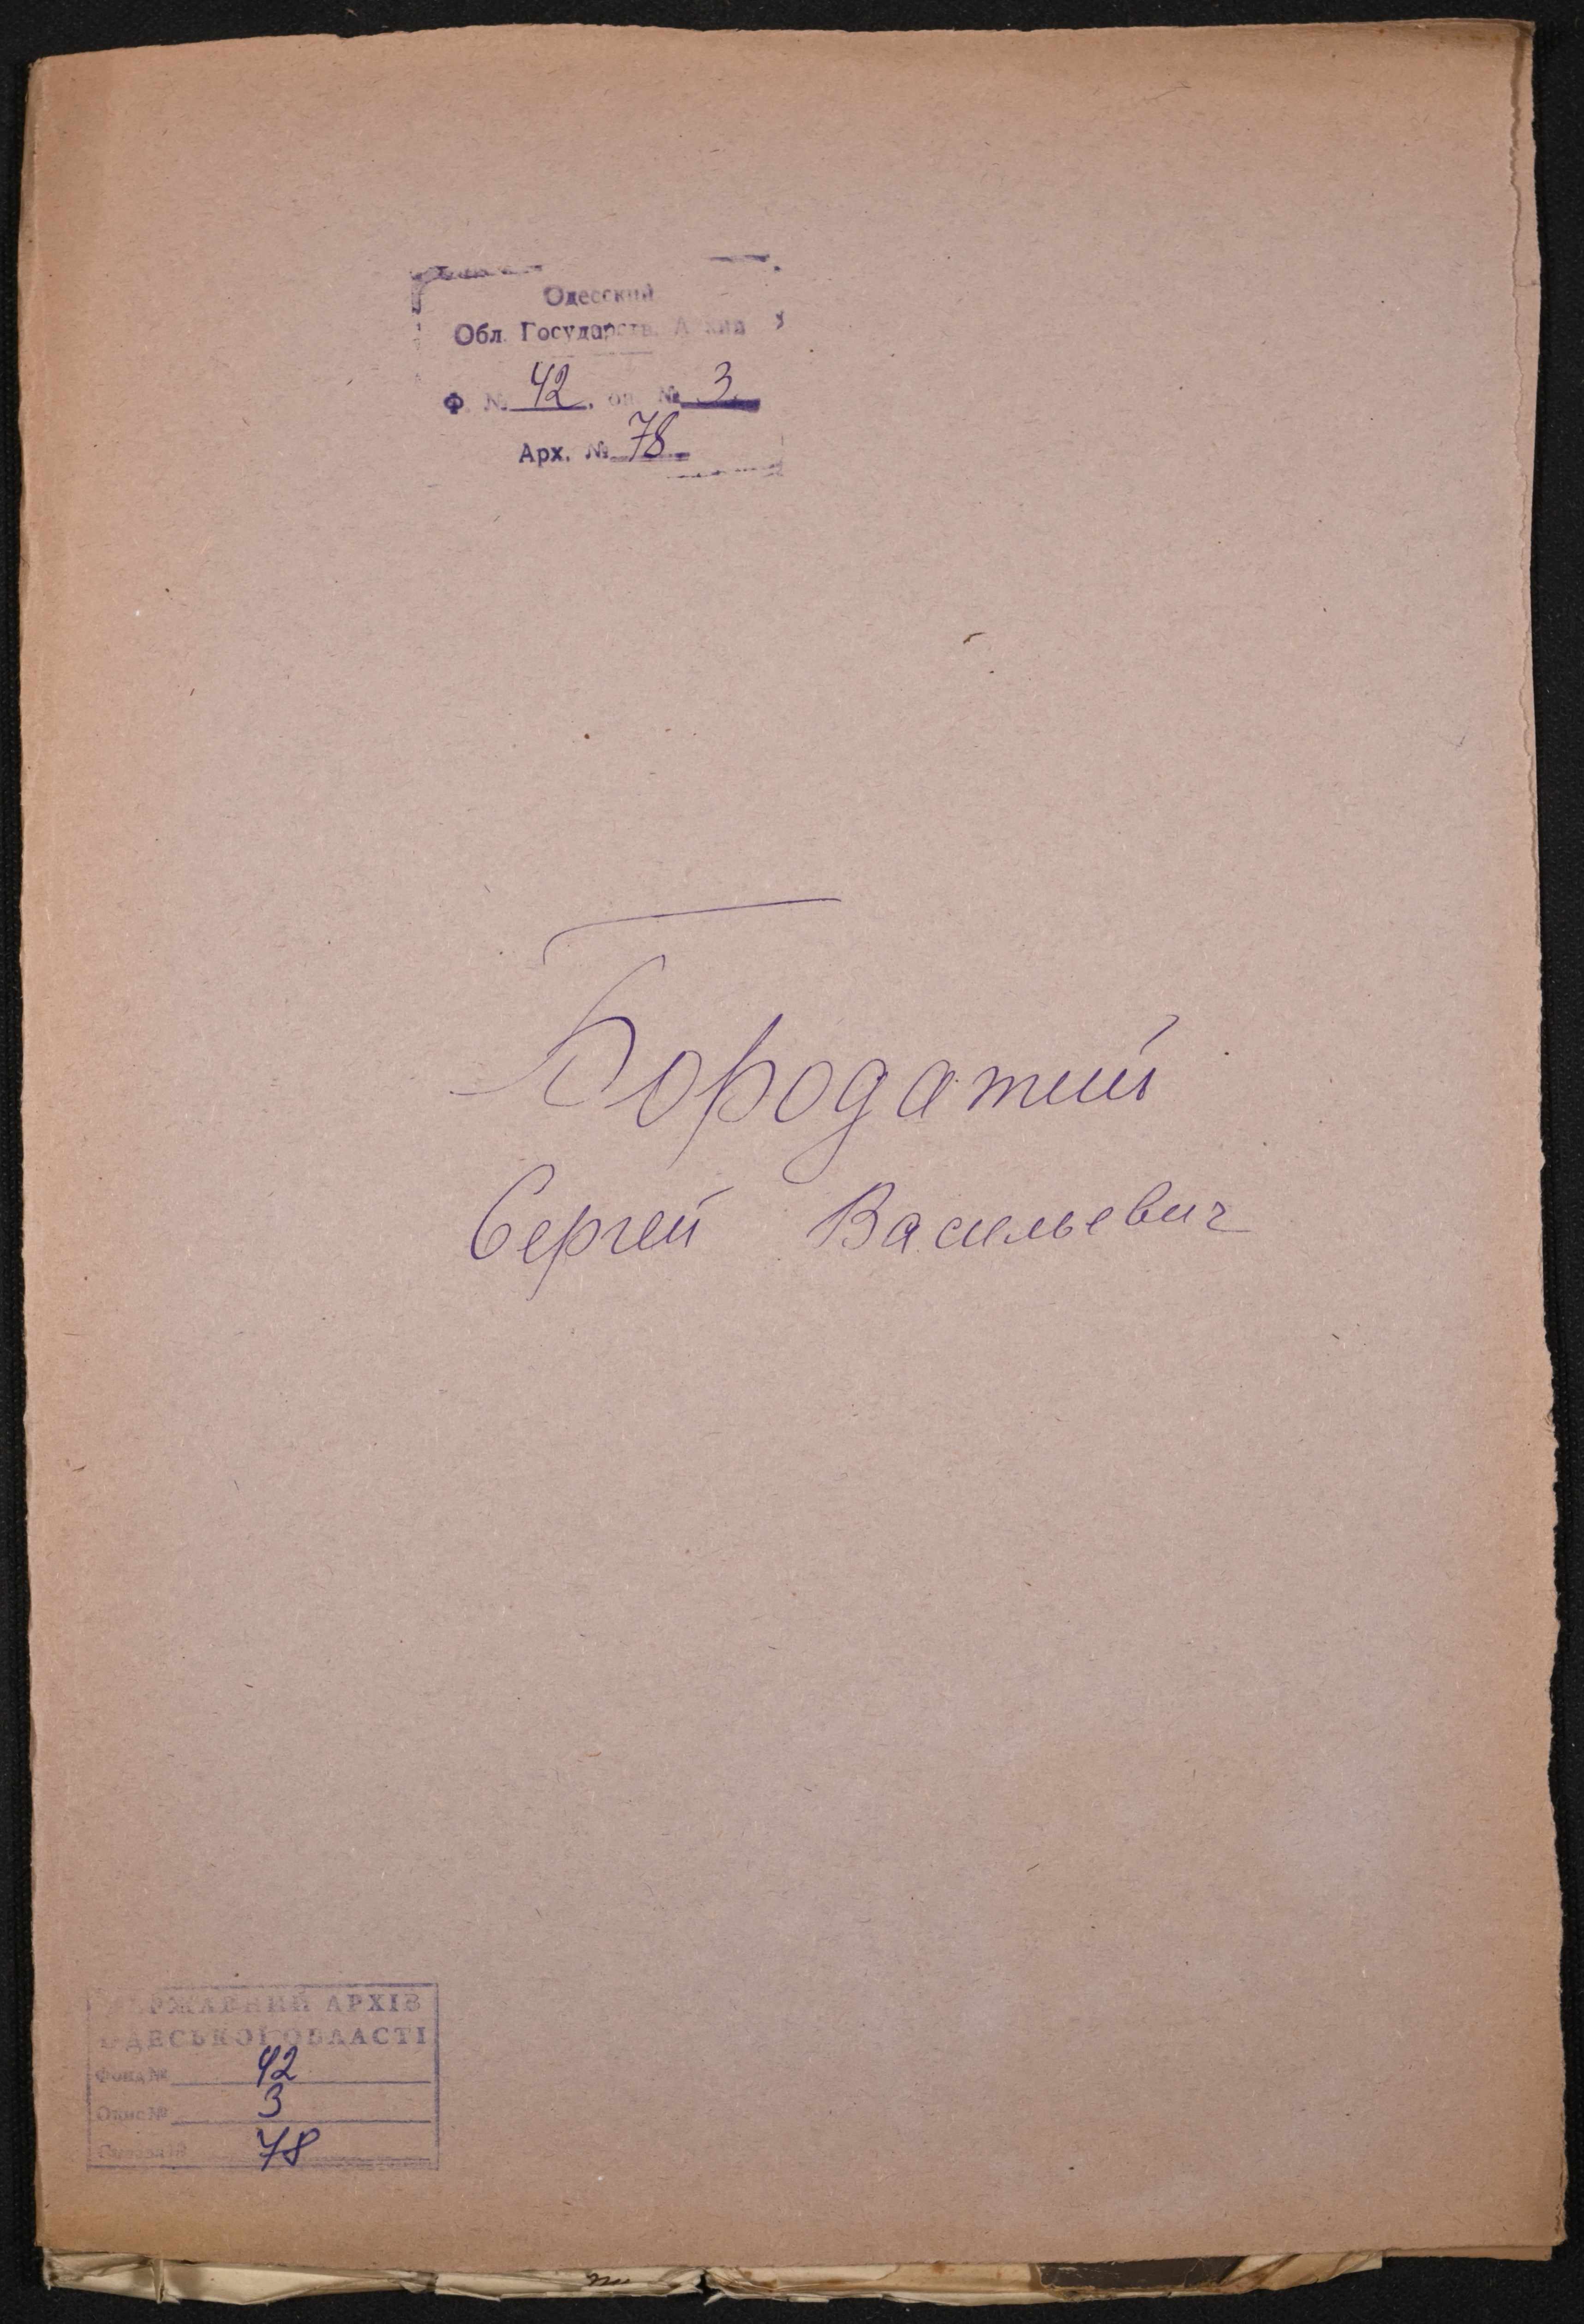 Одесский
Обл. Государств. Архив
Ф. № 42, оп. № 3
Арх. № 78
Бородатий
Сергей Васильевич
ДЕРЖАВНИЙ АРХІВ
ОДЕСЬКОЇ ОБЛАСТІ
Фонд № 42
Опис № 3
78